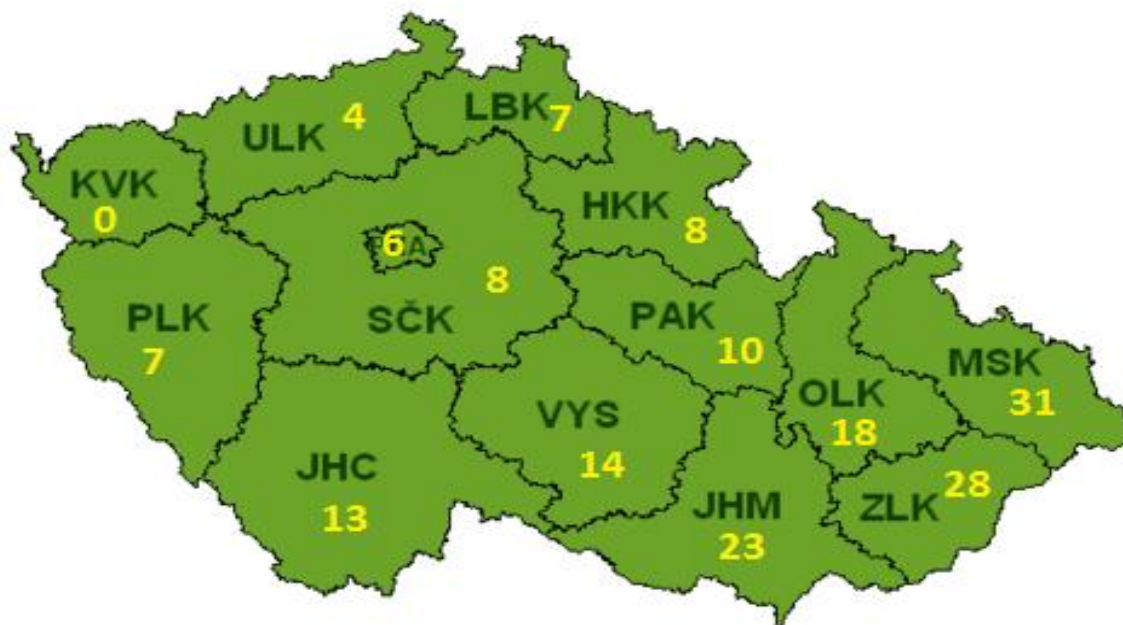 LBK 7
ULK 4
KVK
0
HKK 8
6 A
8
SČK
PLK
7
PAK
10
MSK
31
OLK
18
VYS
14
JHC
13
28
ZLK
JHM
23